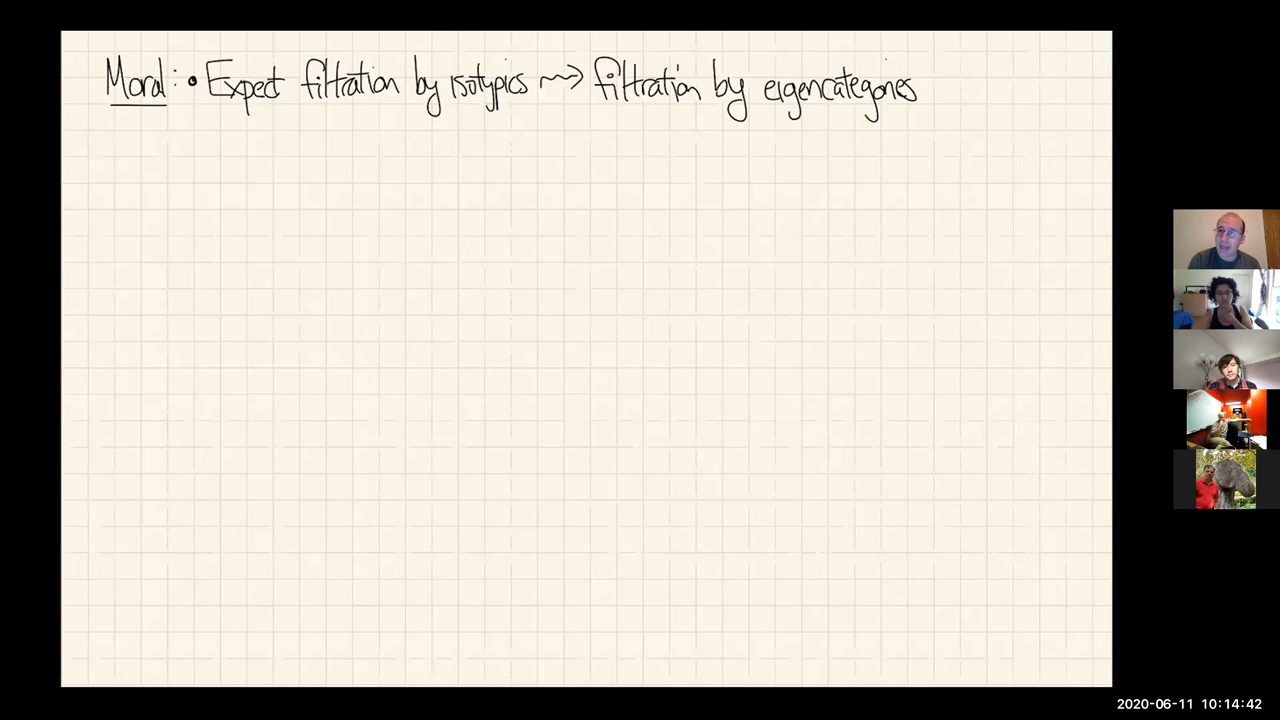 Moral: • Expect filtration by isotypics ⇝ filtration by eigencategories
2020-06-11 10:14:42